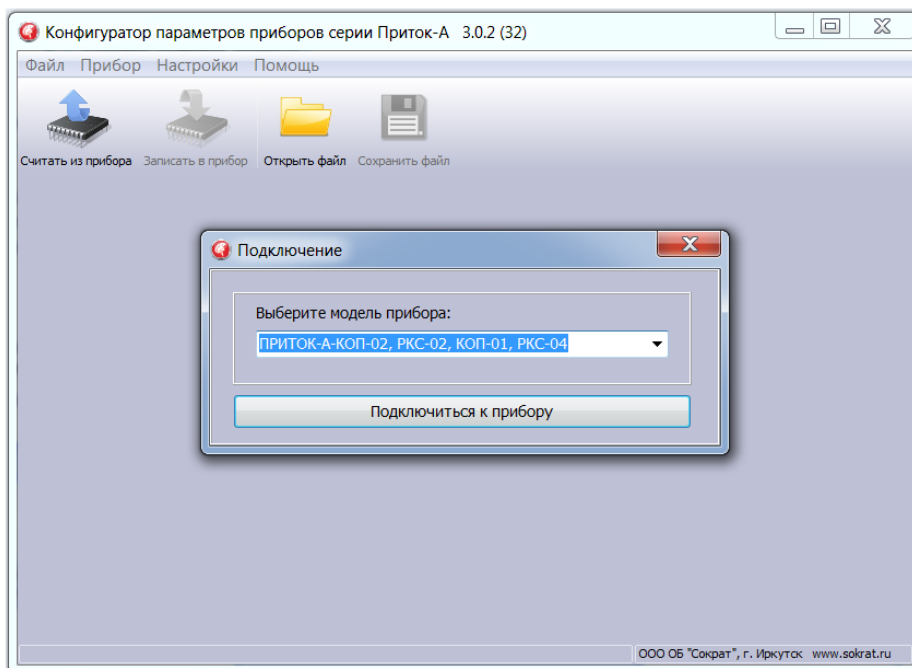 Конфигуратор параметров приборов серии Приток-А 3.0.2 (32)
Файл Прибор Настройки Помощь
Считать из прибора Записать в прибор Открыть файл Сохранить файл
Подключение
Выберите модель прибора:
ПРИТОК-А-КОП-02, РКС-02, КОП-01, РКС-04
Подключиться к прибору
ООО ОБ "Сократ", г. Иркутск www.sokrat.ru